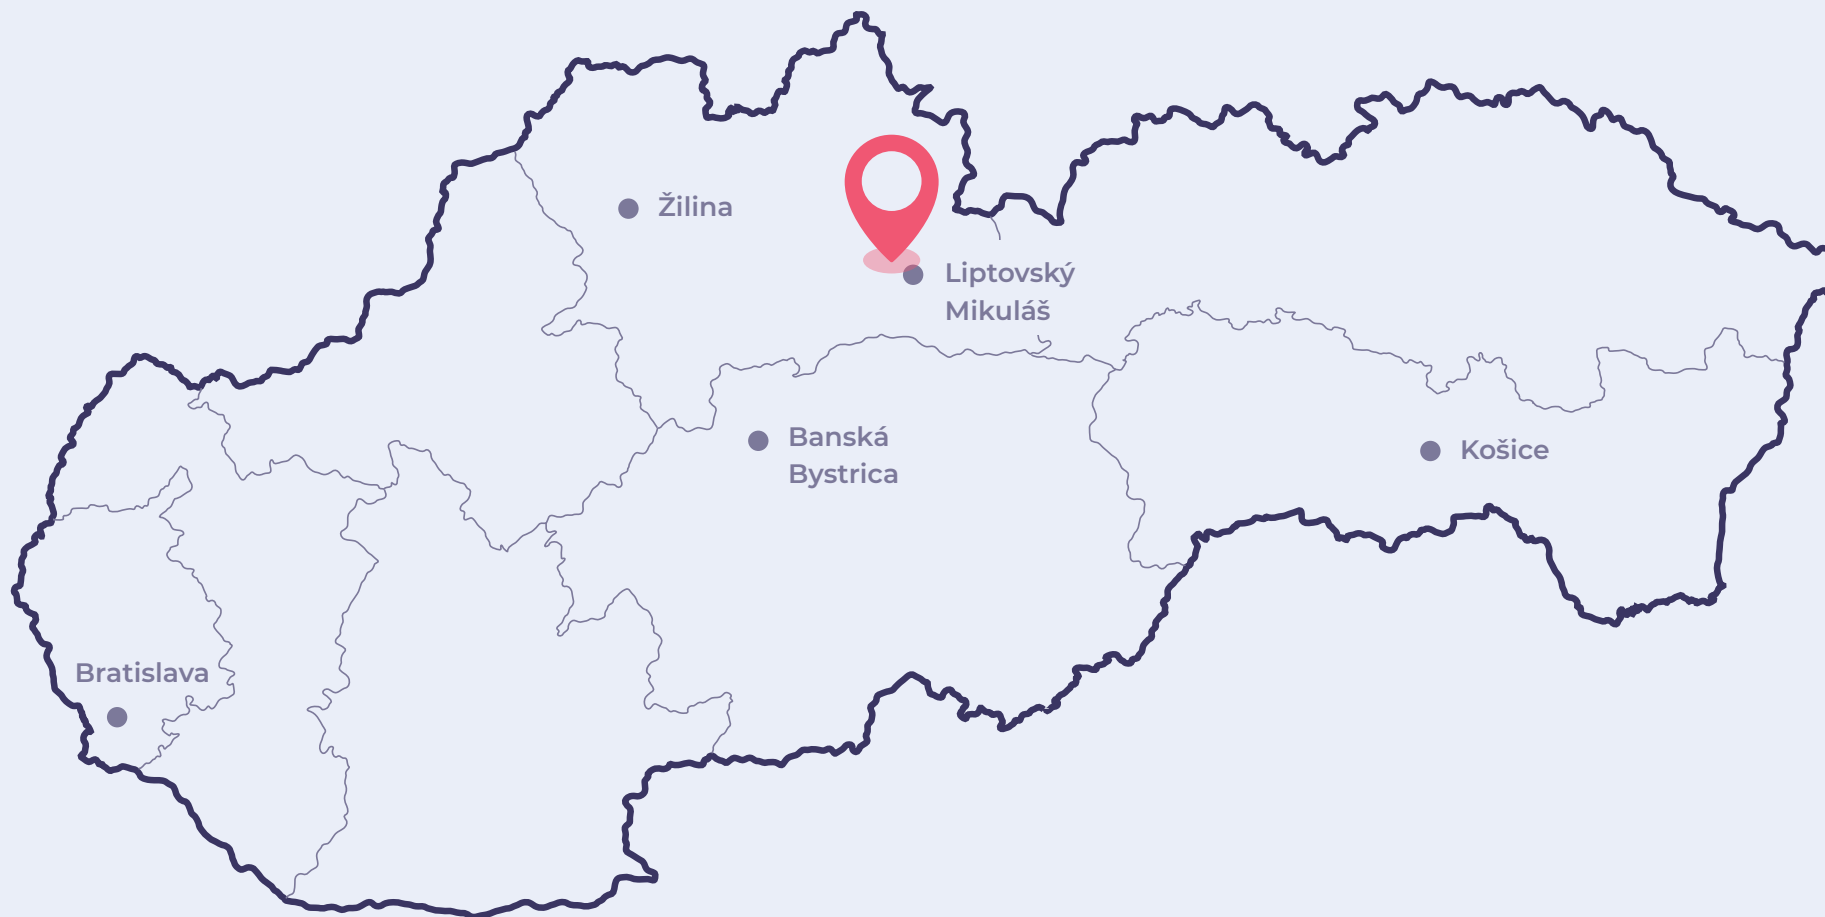 Žilina
Liptovský
Mikuláš
Banská
Bystrica
Košice
Bratislava